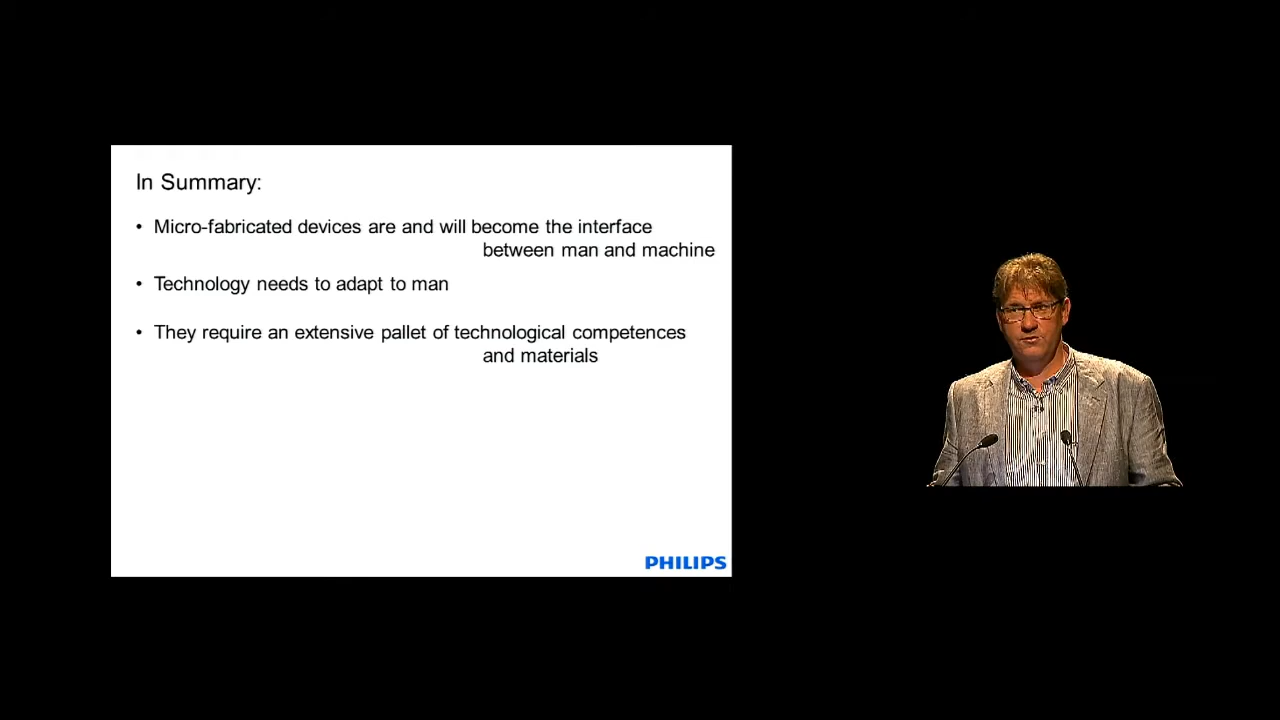 In Summary:
• Micro-fabricated devices are and will become the interface
between man and machine
• Technology needs to adapt to man
• They require an extensive pallet of technological competences
and materials
PHILIPS